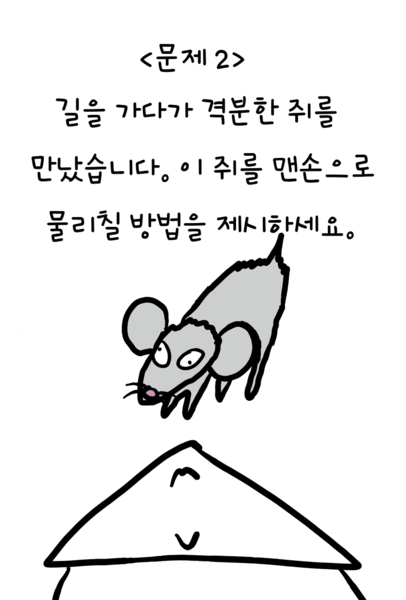 <문제 2>
길을 가다가 격분한 쥐를
만났습니다. 이 쥐를 맨손으로
물리칠 방법을 제시하세요.